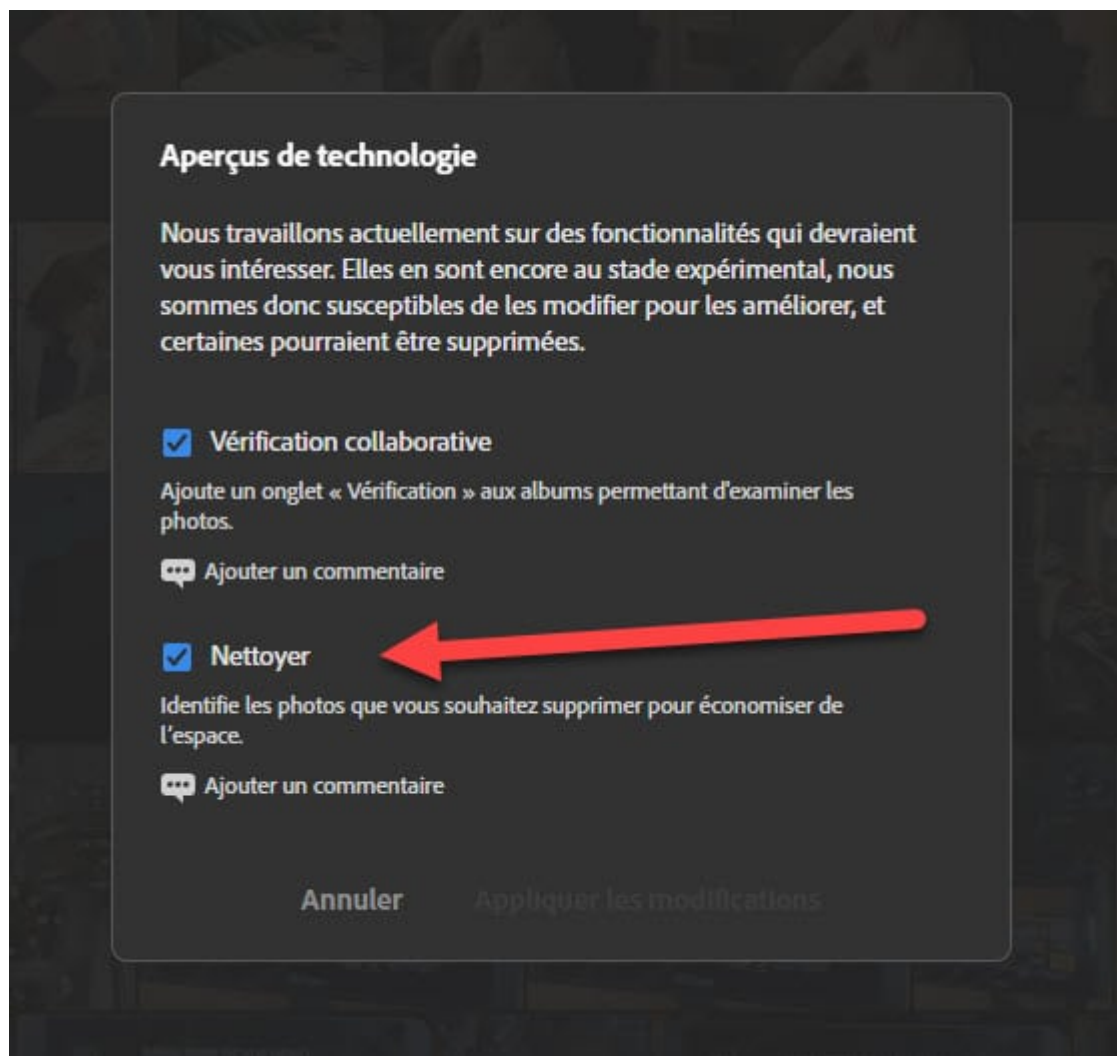 Aperçus de technologie
Nous travaillons actuellement sur des fonctionnalités qui devraient
vous intéresser. Elles en sont encore au stade expérimental, nous
sommes donc susceptibles de les modifier pour les améliorer, et
certaines pourraient être supprimées.
Vérification collaborative
Ajoute un onglet « Vérification » aux albums permettant d'examiner les
photos.
Ajouter un commentaire
Nettoyer
Identifie les photos que vous souhaitez supprimer pour économiser de
l'espace.
Ajouter un commentaire
Annuler Appliquer les modifications